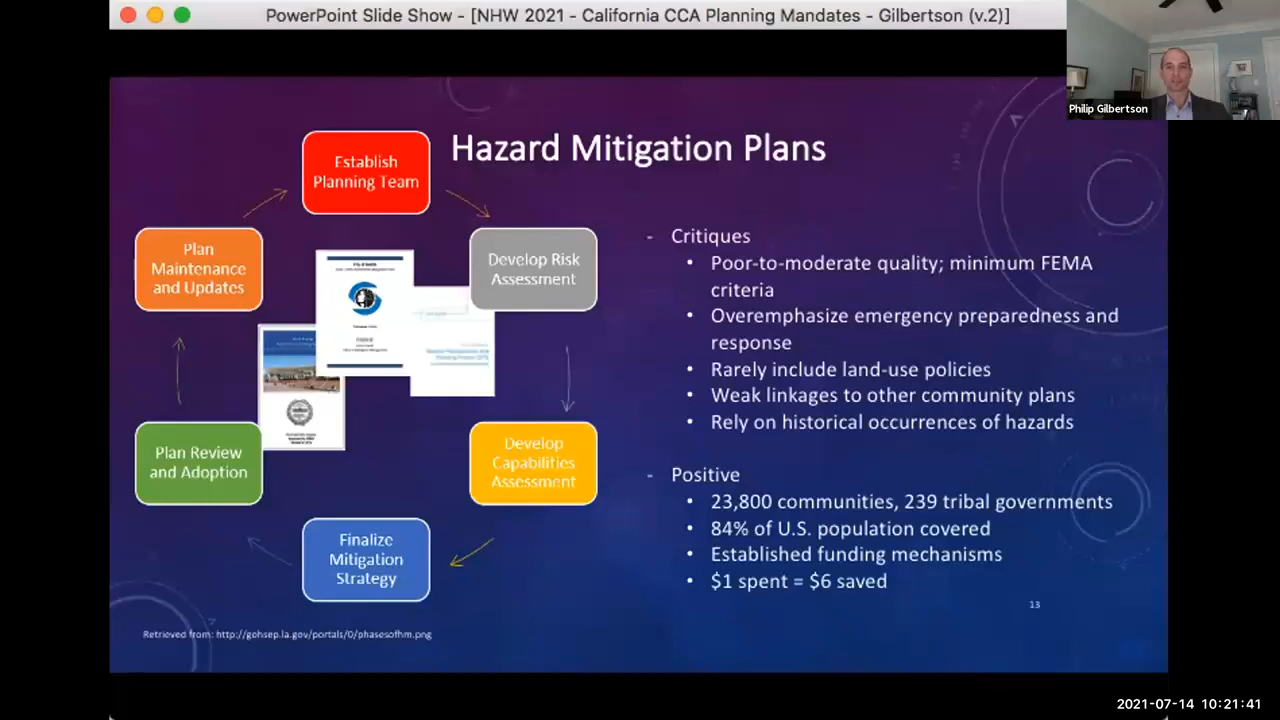 PowerPoint Slide Show - [NHW 2021 - California CCA Planning Mandates - Gilbertson (v.2)]
Philip Gilbertson
Hazard Mitigation Plans
Establish
Planning Team
Develop Risk
Assessment
Develop
Capabilities
Assessment
Finalize
Mitigation
Strategy
Plan Review
and Adoption
Plan
Maintenance
and Updates
- Critiques
• Poor-to-moderate quality; minimum FEMA
criteria
• Overemphasize emergency preparedness and
response
• Rarely include land-use policies
• Weak linkages to other community plans
• Rely on historical occurrences of hazards
- Positive
• 23,800 communities, 239 tribal governments
• 84% of U.S. population covered
• Established funding mechanisms
• $1 spent = $6 saved
13
Retrieved from: http://gohsep.la.gov/portals/0/phasesofhm.png
2021-07-14 10:21:41